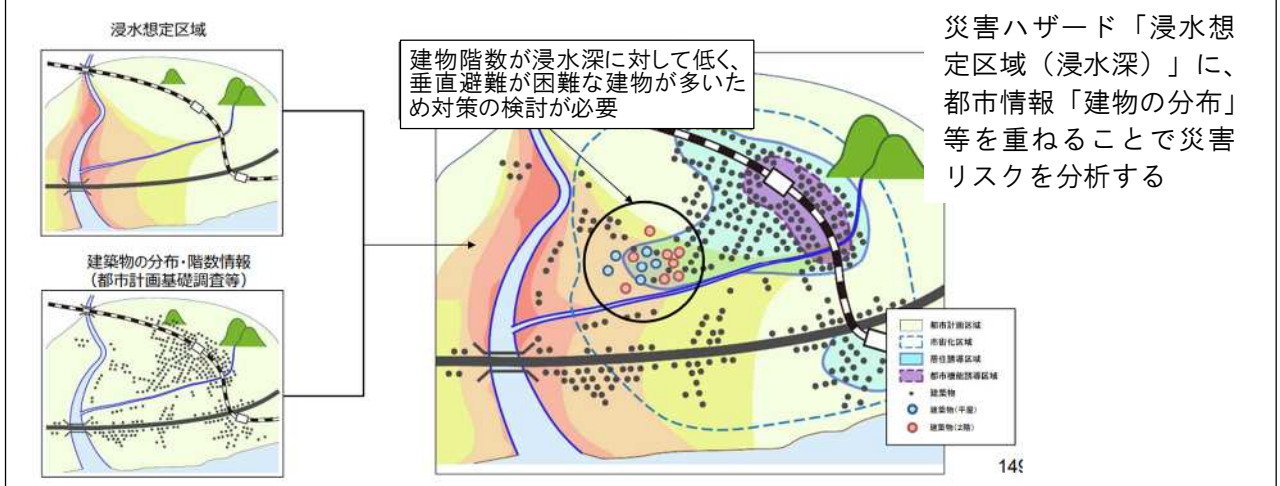 浸水想定区域
建築物の分布・階数情報
(都市計画基礎調査等)
建物階数が浸水深に対して低く、
垂直避難が困難な建物が多いた
め対策の検討が必要
災害ハザード「浸水想
定区域（浸水深）」に、
都市情報「建物の分布」
等を重ねることで災害
リスクを分析する
都市計画区域
市街化区域
居住誘導区域
都市機能誘導区域
建築物
建築物(平屋)
建築物(2階)
149